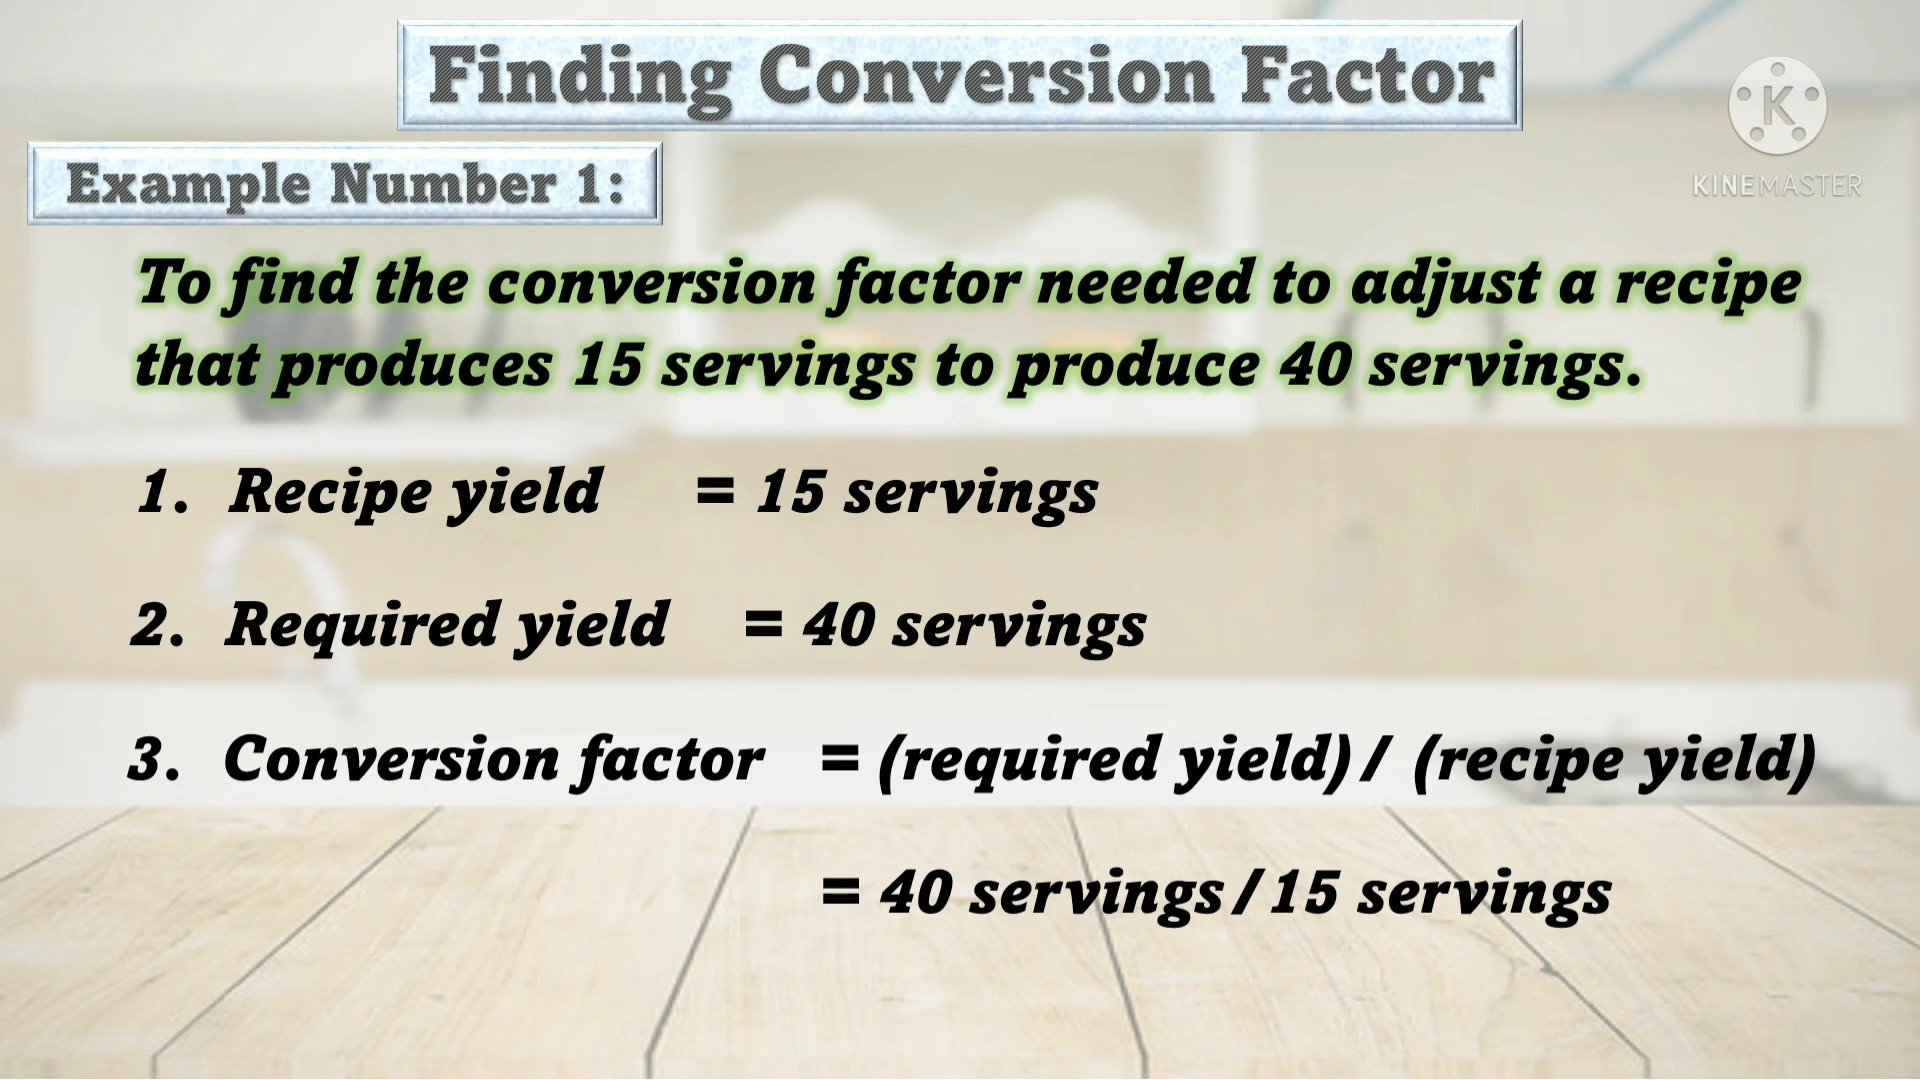 Finding Conversion Factor
K
KINEMASTER
Example Number 1:
To find the conversion factor needed to adjust a recipe
that produces 15 servings to produce 40 servings.
1. Recipe yield = 15 servings
2. Required yield = 40 servings
3. Conversion factor = (required yield)/ (recipe yield)
= 40 servings/15 servings